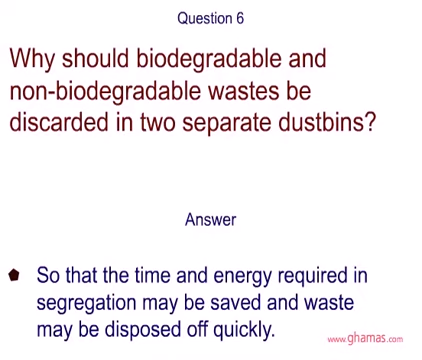 Question 6
Why should biodegradable and
non-biodegradable wastes be
discarded in two separate dustbins?
Answer
So that the time and energy required in
segregation may be saved and waste
may be disposed off quickly.
www.ghamas.com